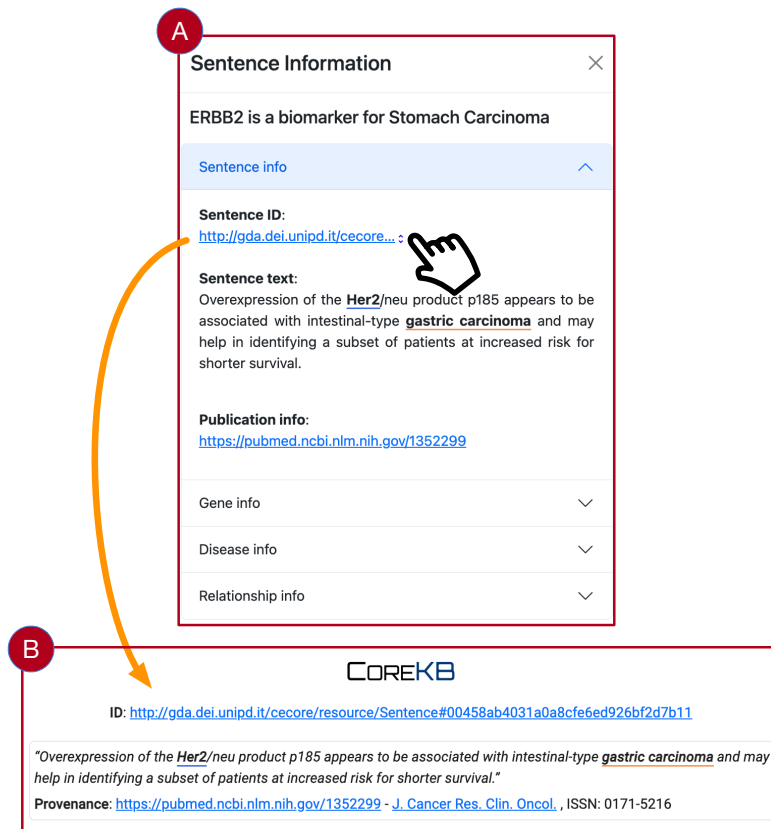 A
Sentence Information
ERBB2 is a biomarker for Stomach Carcinoma
Sentence info
Sentence ID:
http://gda.dei.unipd.it/cecore...
Sentence text:
Overexpression of the Her2/neu product p185 appears to be
associated with intestinal-type gastric carcinoma and may
help in identifying a subset of patients at increased risk for
shorter survival.
Publication info:
https://pubmed.ncbi.nlm.nih.gov/1352299
Gene info
Disease info
Relationship info
B
COREKB
ID: http://gda.dei.unipd.it/cecore/resource/Sentence#00458ab4031a0a8cfe6ed926bf2d7b11
“Overexpression of the Her2/neu product p185 appears to be associated with intestinal-type gastric carcinoma and may
help in identifying a subset of patients at increased risk for shorter survival.”
Provenance: https://pubmed.ncbi.nlm.nih.gov/1352299 - J. Cancer Res. Clin. Oncol. , ISSN: 0171-5216